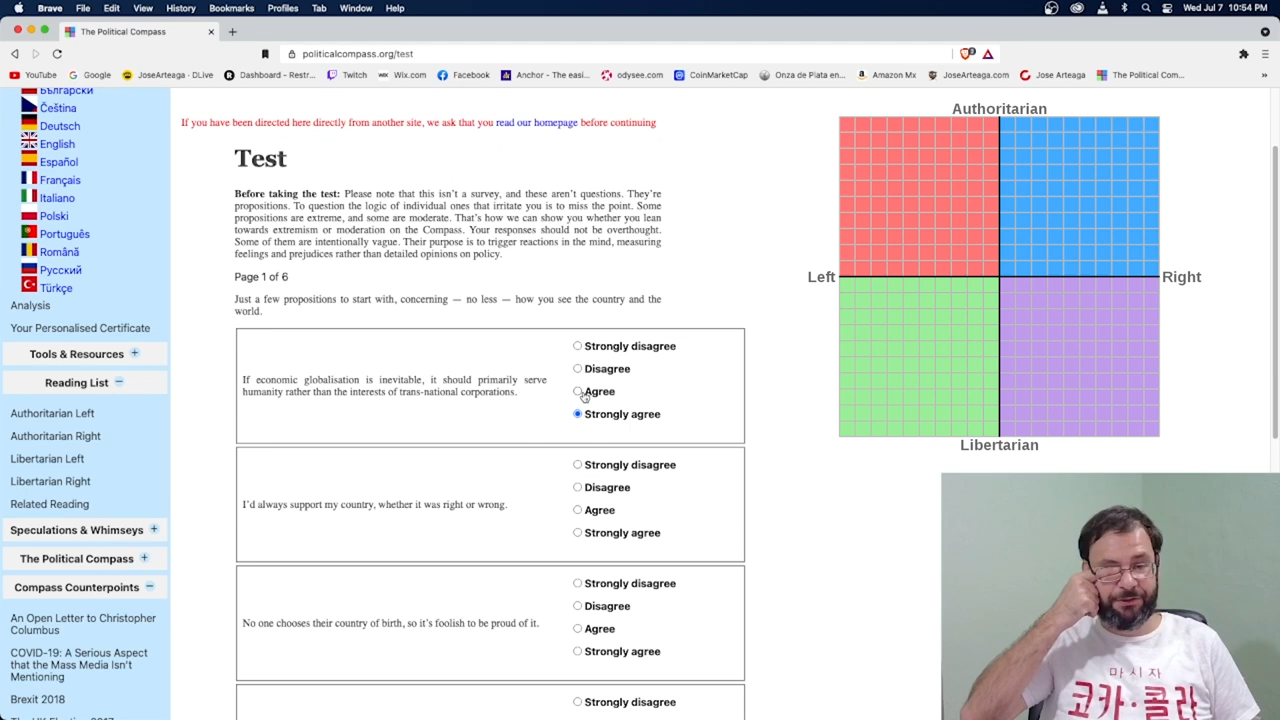 Brave File Edit View History Bookmarks Profiles Tab Window Help
Wed Jul 7 10:54 PM
The Political Compass
politicalcompass.org/test
YouTube Google JoseArteaga - DLive Dashboard - Restr... Twitch Wix.com Facebook Anchor - The easi... odysee.com CoinMarketCap Onza de Plata en... Amazon Mx JoseArteaga.com Jose Arteaga The Political Com... »
Български
Čeština
Deutsch
English
Español
Français
Italiano
Polski
Português
Română
Русский
Türkçe
Analysis
Your Personalised Certificate
Tools & Resources +
Reading List −
Authoritarian Left
Authoritarian Right
Libertarian Left
Libertarian Right
Related Reading
Speculations & Whimseys +
The Political Compass +
Compass Counterpoints −
An Open Letter to Christopher
Columbus
COVID-19: A Serious Aspect
that the Mass Media Isn't
Mentioning
Brexit 2018
The UK Election 2017
If you have been directed here directly from another site, we ask that you read our homepage before continuing
Test
Before taking the test: Please note that this isn't a survey, and these aren't questions. They're
propositions. To question the logic of individual ones that irritate you is to miss the point. Some
propositions are extreme, and some are moderate. That's how we can show you whether you lean
towards extremism or moderation on the Compass. Your responses should not be overthought.
Some of them are intentionally vague. Their purpose is to trigger reactions in the mind, measuring
feelings and prejudices rather than detailed opinions on policy.
Page 1 of 6
Just a few propositions to start with, concerning — no less — how you see the country and the
world.
If economic globalisation is inevitable, it should primarily serve
humanity rather than the interests of trans-national corporations.
Strongly disagree
Disagree
Agree
Strongly agree
I'd always support my country, whether it was right or wrong.
Strongly disagree
Disagree
Agree
Strongly agree
No one chooses their country of birth, so it's foolish to be proud of it.
Strongly disagree
Disagree
Agree
Strongly agree
Strongly disagree
Authoritarian
Left
Right
Libertarian
마시자
코카·콜라